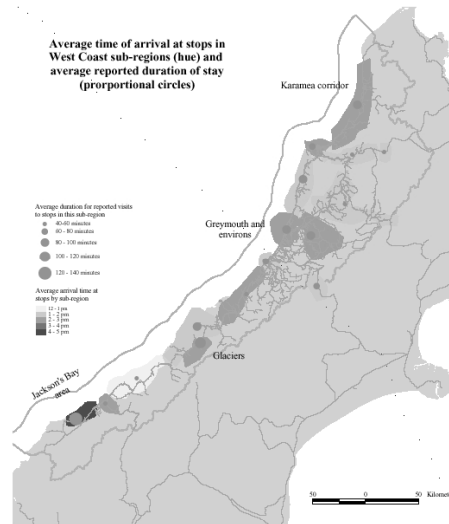 Average time of arrival at stops in
West Coast sub-regions (hue) and
average reported duration of stay
(prorportional circles)
Karamea corridor
Average duration for reported visits
to stops in this sub-region
40-60 minutes
60 - 80 minutes
80 - 100 minutes
100 - 120 minutes
120 - 140 minutes
Greymouth and
environs
Average arrival time at
stops by sub-region
12 - 1 pm
1 - 2 pm
2 - 3 pm
3 - 4 pm
4 - 5 pm
Glaciers
Jackson's Bay
area
50 0 50 Kilomet